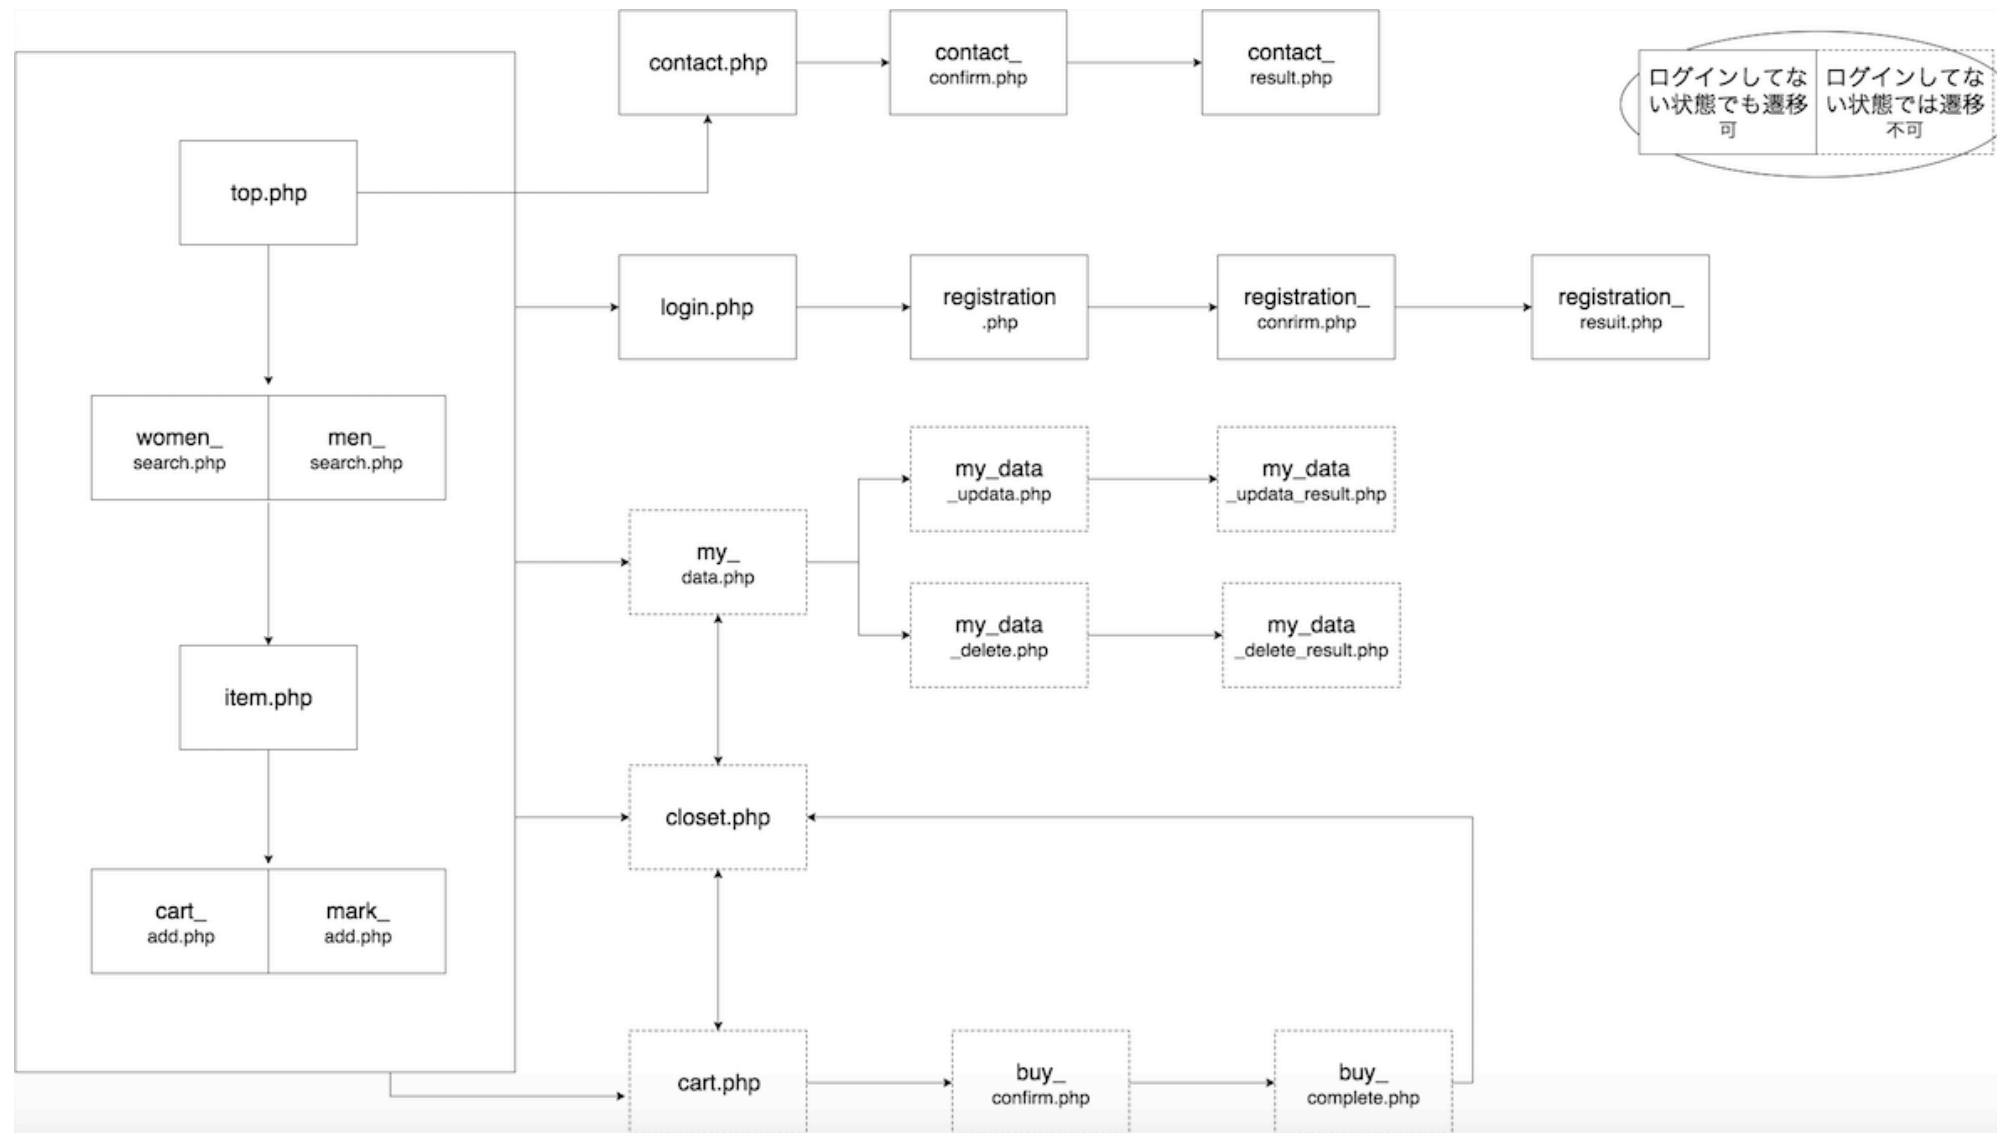 contact.php
contact_
confirm.php
contact_
result.php
ログインしてな
い状態でも遷移
可
ログインしてな
い状態では遷移
不可
top.php
login.php
registration
.php
registration_
conrirm.php
registration_
resuit.php
women_
search.php
men_
search.php
my_data
_updata.php
my_data
_updata_result.php
my_
data.php
my_data
_delete.php
my_data
_delete_result.php
item.php
closet.php
cart_
add.php
mark_
add.php
cart.php
buy_
confirm.php
buy_
complete.php